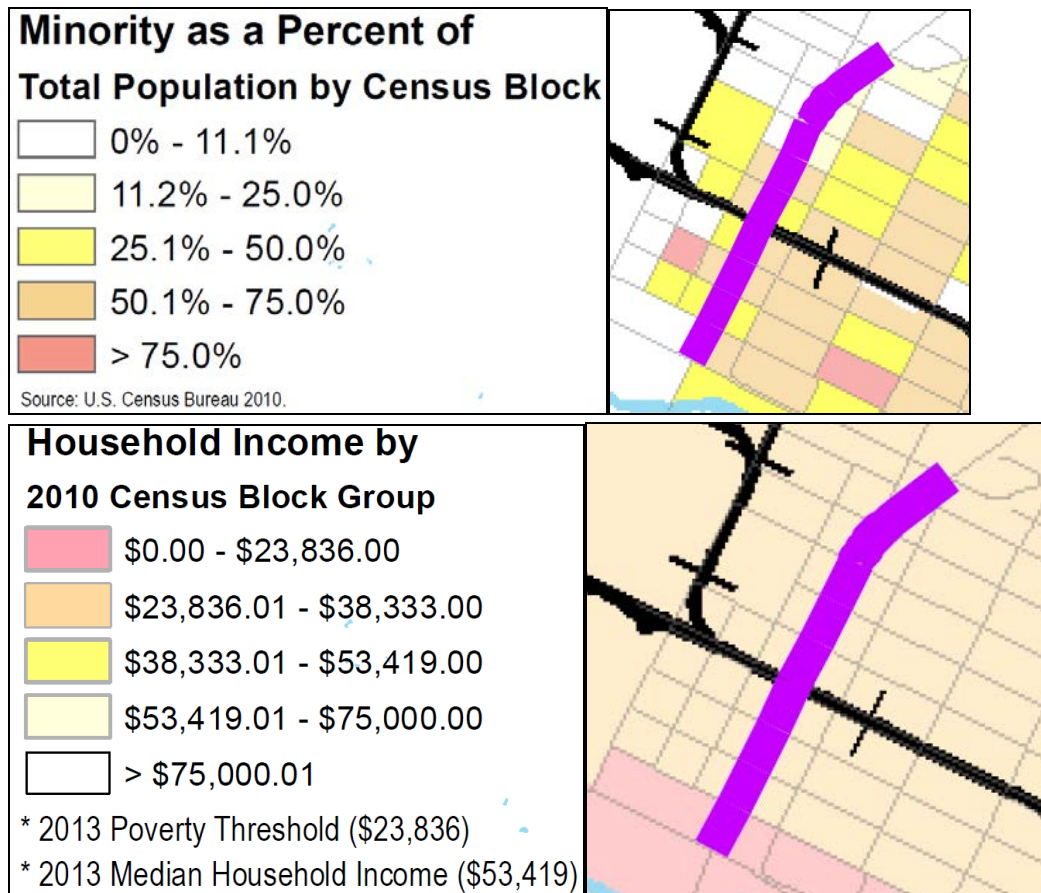 Minority as a Percent of
Total Population by Census Block
0% - 11.1%
11.2% - 25.0%
25.1% - 50.0%
50.1% - 75.0%
> 75.0%
Source: U.S. Census Bureau 2010.
Household Income by
2010 Census Block Group
$0.00 - $23,836.00
$23,836.01 - $38,333.00
$38,333.01 - $53,419.00
$53,419.01 - $75,000.00
> $75,000.01
* 2013 Poverty Threshold ($23,836)
* 2013 Median Household Income ($53,419)